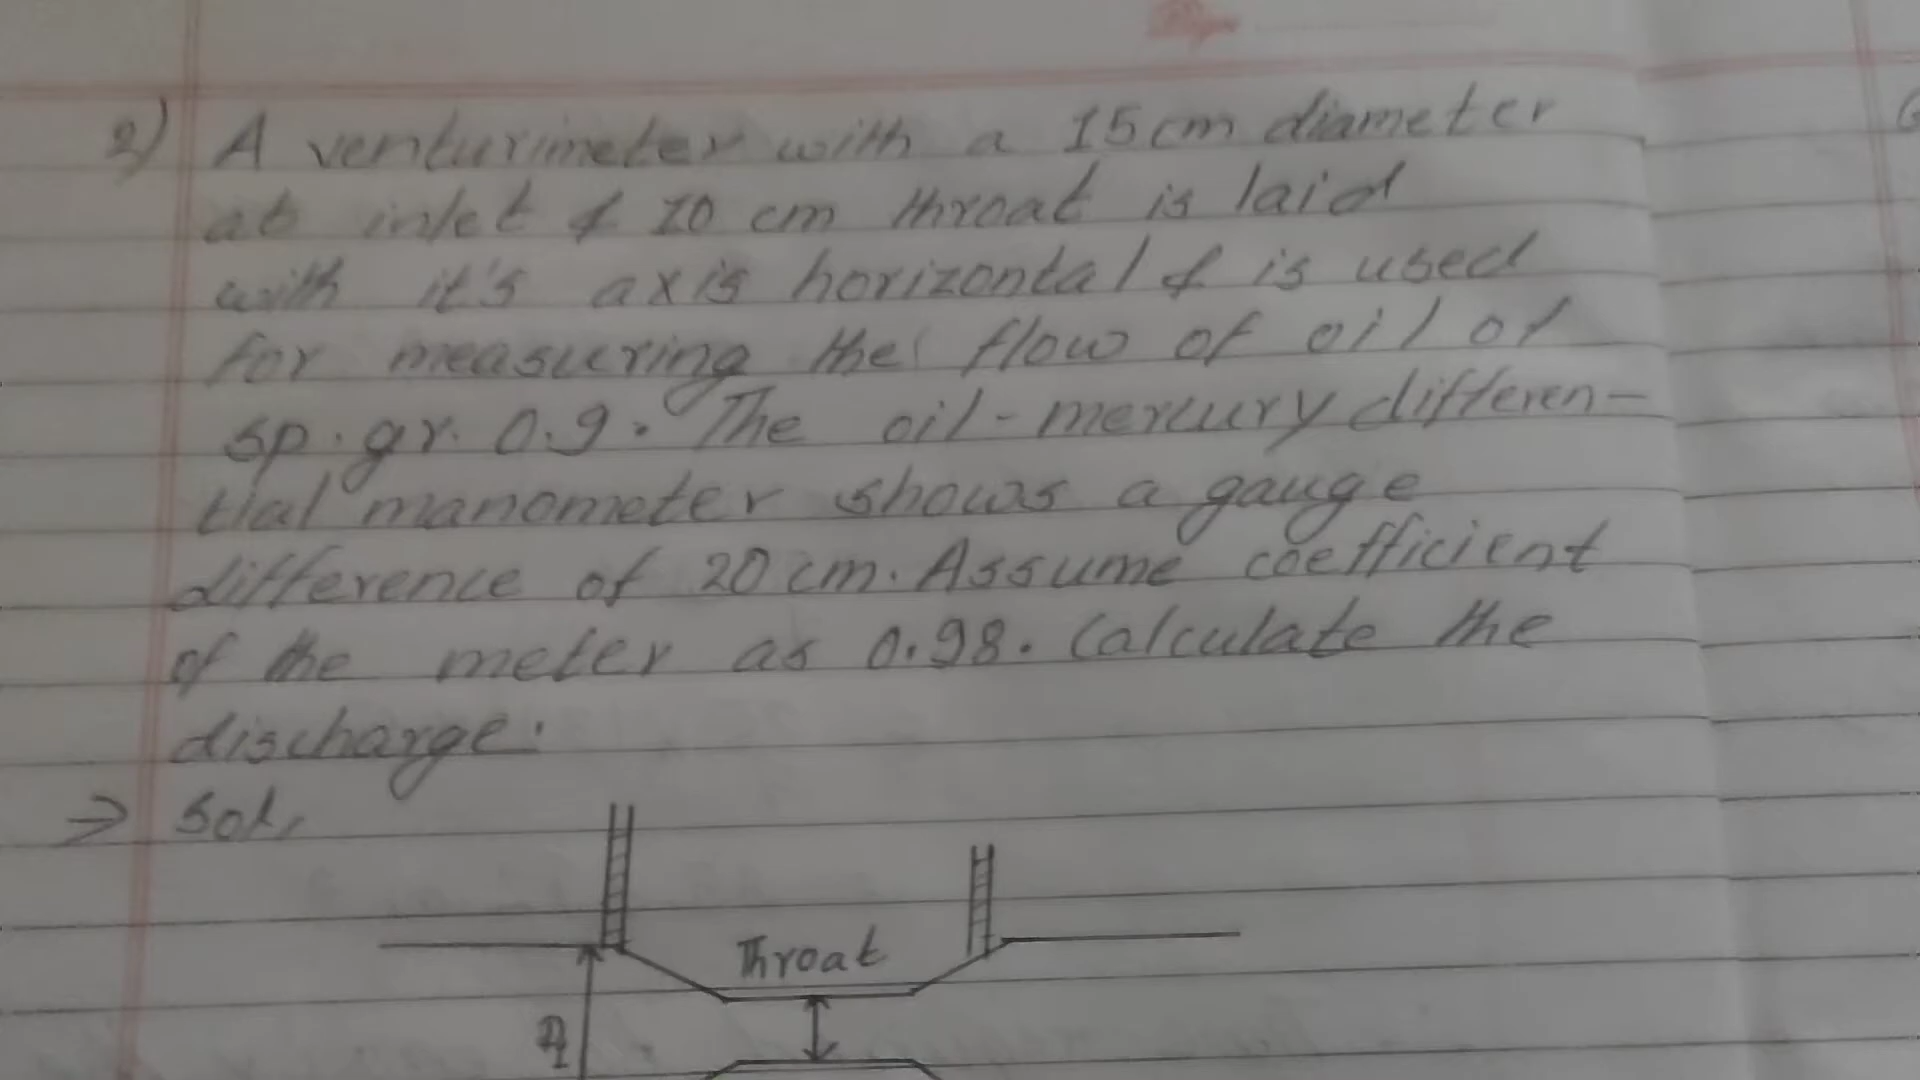 2) A venturimeter with a 15cm diameter
at inlet & 10 cm throat is laid
with it's axis horizontal & is used
for measuring the flow of oil of
sp. gr. 0.9. The oil-mercury differen-
tial manometer shows a gauge
difference of 20 cm. Assume coefficient
of the meter as 0.98. Calculate the
discharge.
→ Sol.
Throat